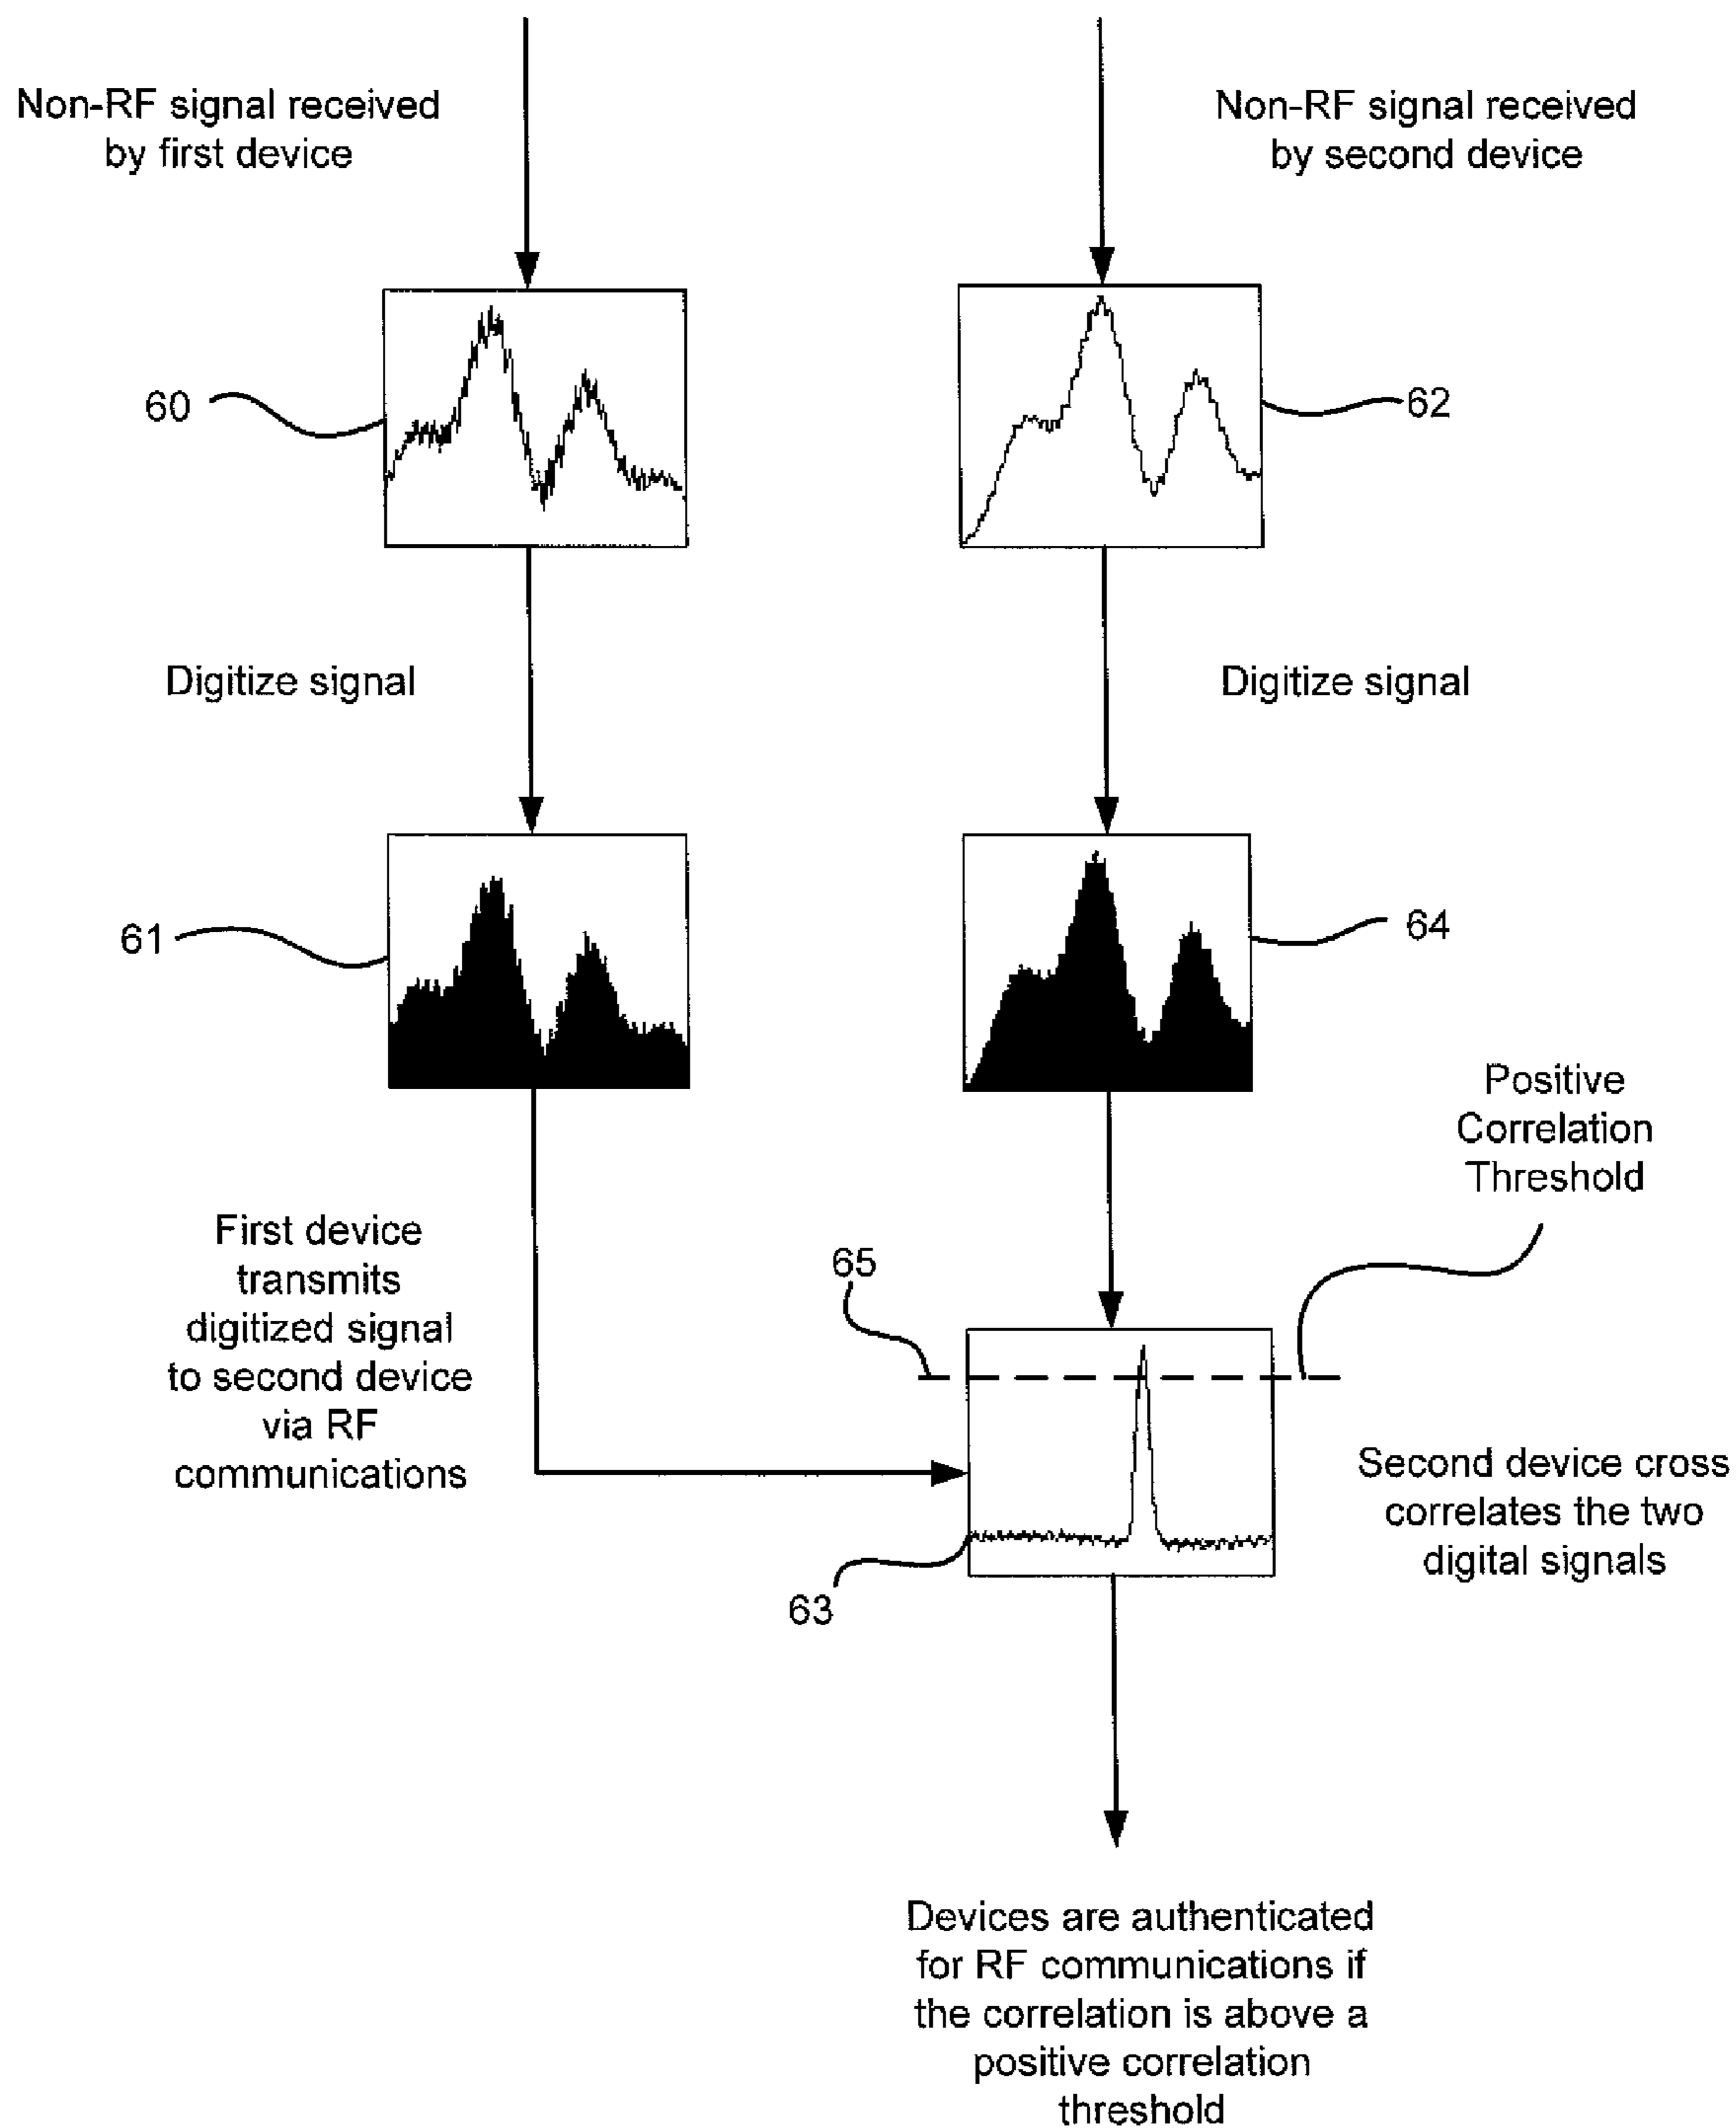 Non-RF signal received
by first device
Non-RF signal received
by second device
60
62
Digitize signal
Digitize signal
61
64
Positive
Correlation
Threshold
First device
transmits
digitized signal
to second device
via RF
communications
65
Second device cross
correlates the two
digital signals
63
Devices are authenticated
for RF communications if
the correlation is above a
positive correlation
threshold